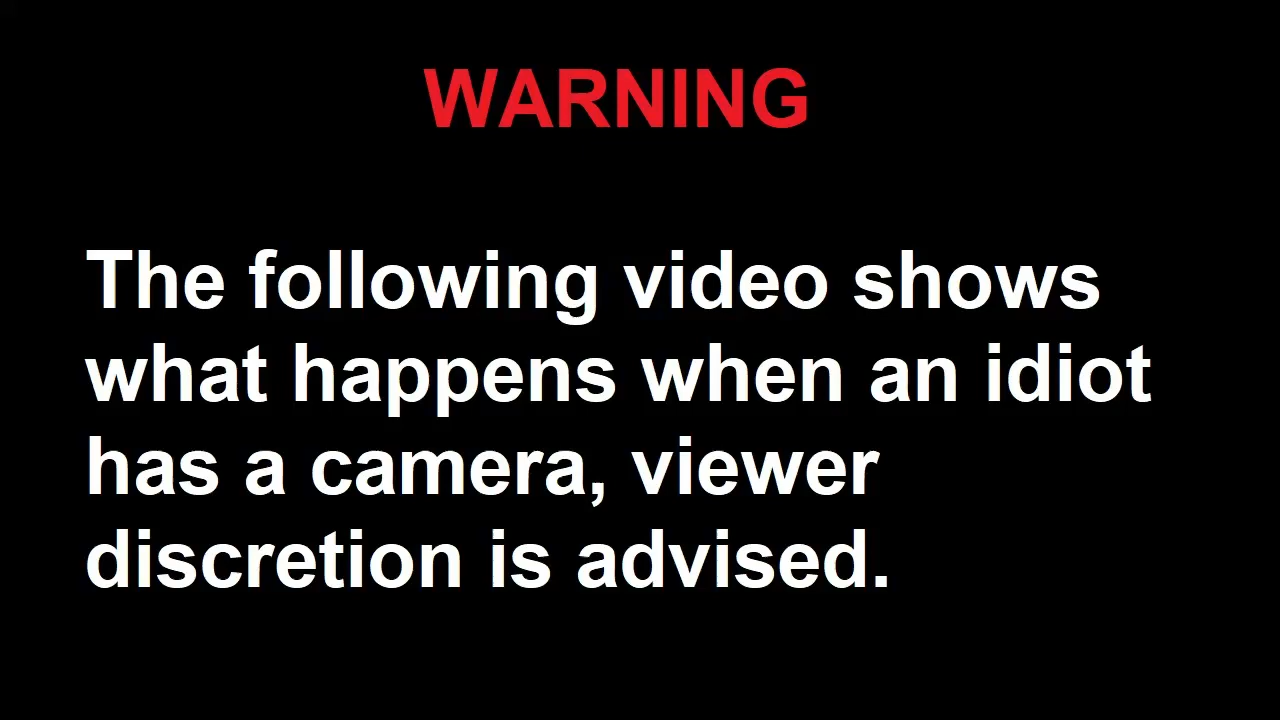 WARNING
The following video shows
what happens when an idiot
has a camera, viewer
discretion is advised.